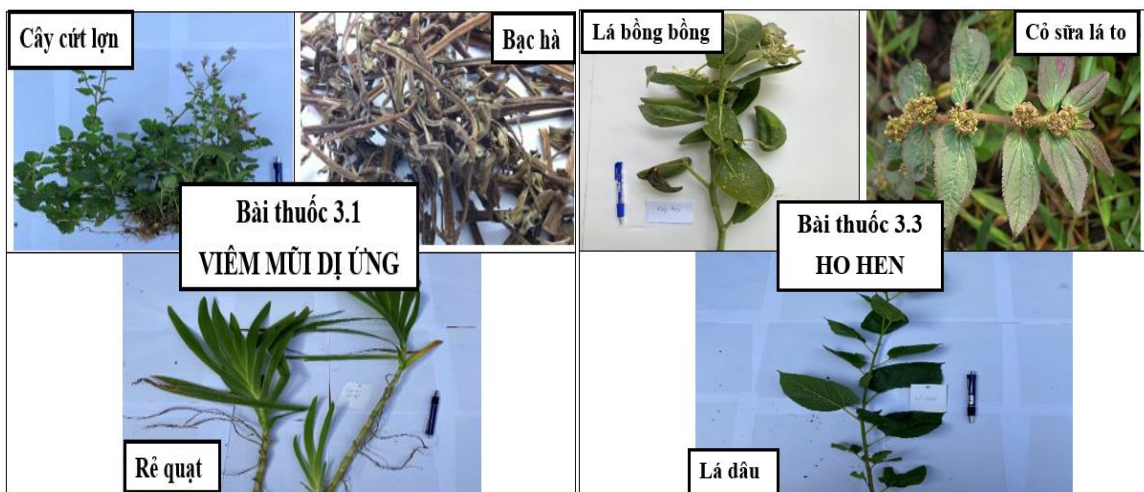 Cây cứt lợn
Bạc hà
Bài thuốc 3.1
VIÊM MŨI DỊ ỨNG
Rẻ quạt
Lá bồng bồng
Cỏ sữa lá to
Bài thuốc 3.3
HO HEN
Lá dâu